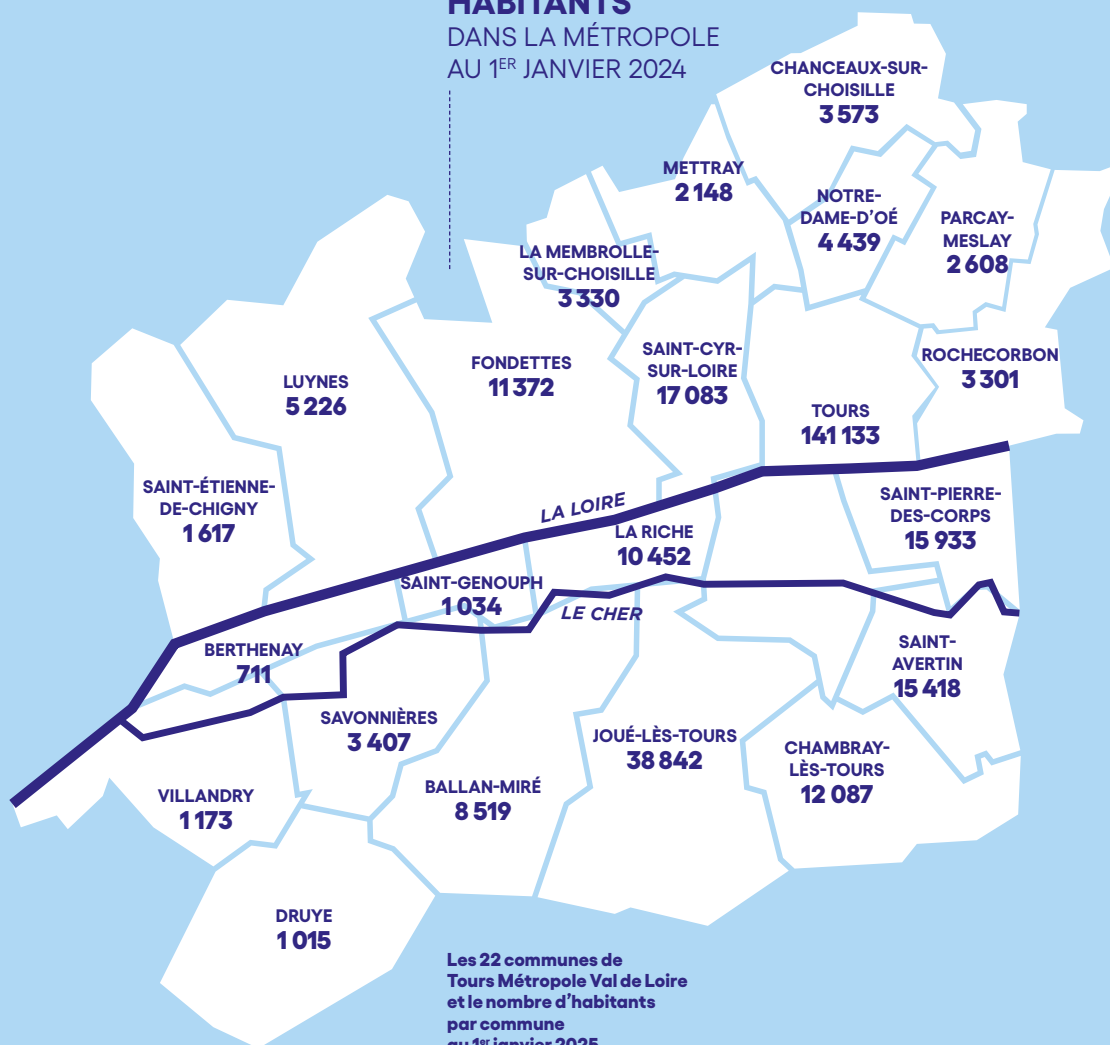 HABITANTS
DANS LA MÉTROPOLE
AU 1ER JANVIER 2024
CHANCEAUX-SUR-
CHOISILLE
3 573
METTRAY
2 148
NOTRE-
DAME-D'OÉ
4 439
PARCAY-
MESLAY
2 608
LA MEMBROLLE-
SUR-CHOISILLE
3 330
SAINT-CYR-
SUR-LOIRE
17 083
ROCHECORBON
3 301
FONDETTES
11 372
LUYNES
5 226
TOURS
141 133
SAINT-ÉTIENNE-
DE-CHIGNY
1 617
SAINT-PIERRE-
DES-CORPS
15 933
LA LOIRE
LA RICHE
10 452
SAINT-GENOUPH
1 034
LE CHER
BERTHENAY
711
SAINT-
AVERTIN
15 418
SAVONNIÈRES
3 407
JOUÉ-LÈS-TOURS
38 842
CHAMBRAY-
LÈS-TOURS
12 087
BALLAN-MIRÉ
8 519
VILLANDRY
1 173
DRUYE
1 015
Les 22 communes de
Tours Métropole Val de Loire
et le nombre d'habitants
par commune
au 1er janvier 2025